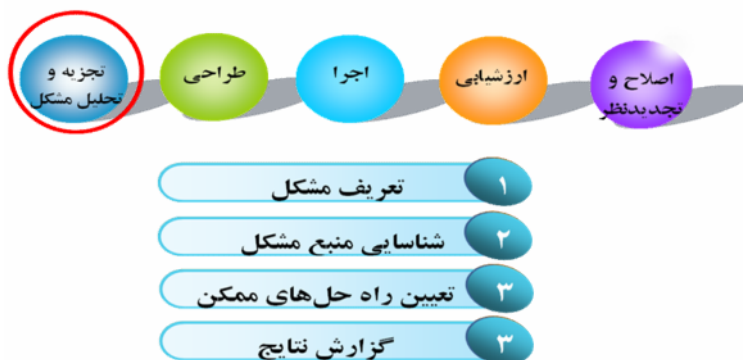 تجزیه و
تحلیل مشکل
طراحی
اجرا
ارزشیابی
اصلاح و
تجدیدنظر
۱ تعریف مشکل
۲ شناسایی منبع مشکل
۳ تعیین راه حل‌های ممکن
۳ گزارش نتایج